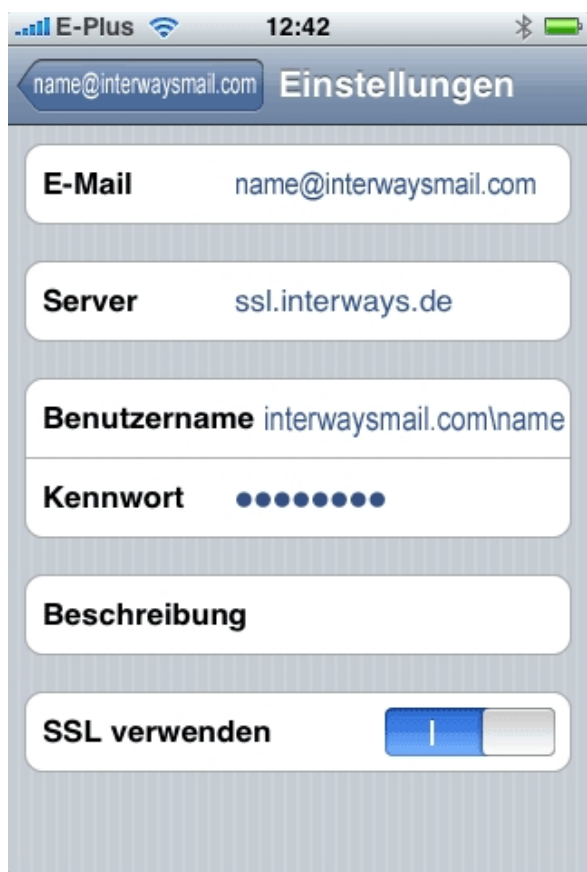 E-Plus 12:42
name@interwaysmail.com Einstellungen
E-Mail name@interwaysmail.com
Server ssl.interways.de
Benutzername interwaysmail.com\name
Kennwort ●●●●●●●●
Beschreibung
SSL verwenden